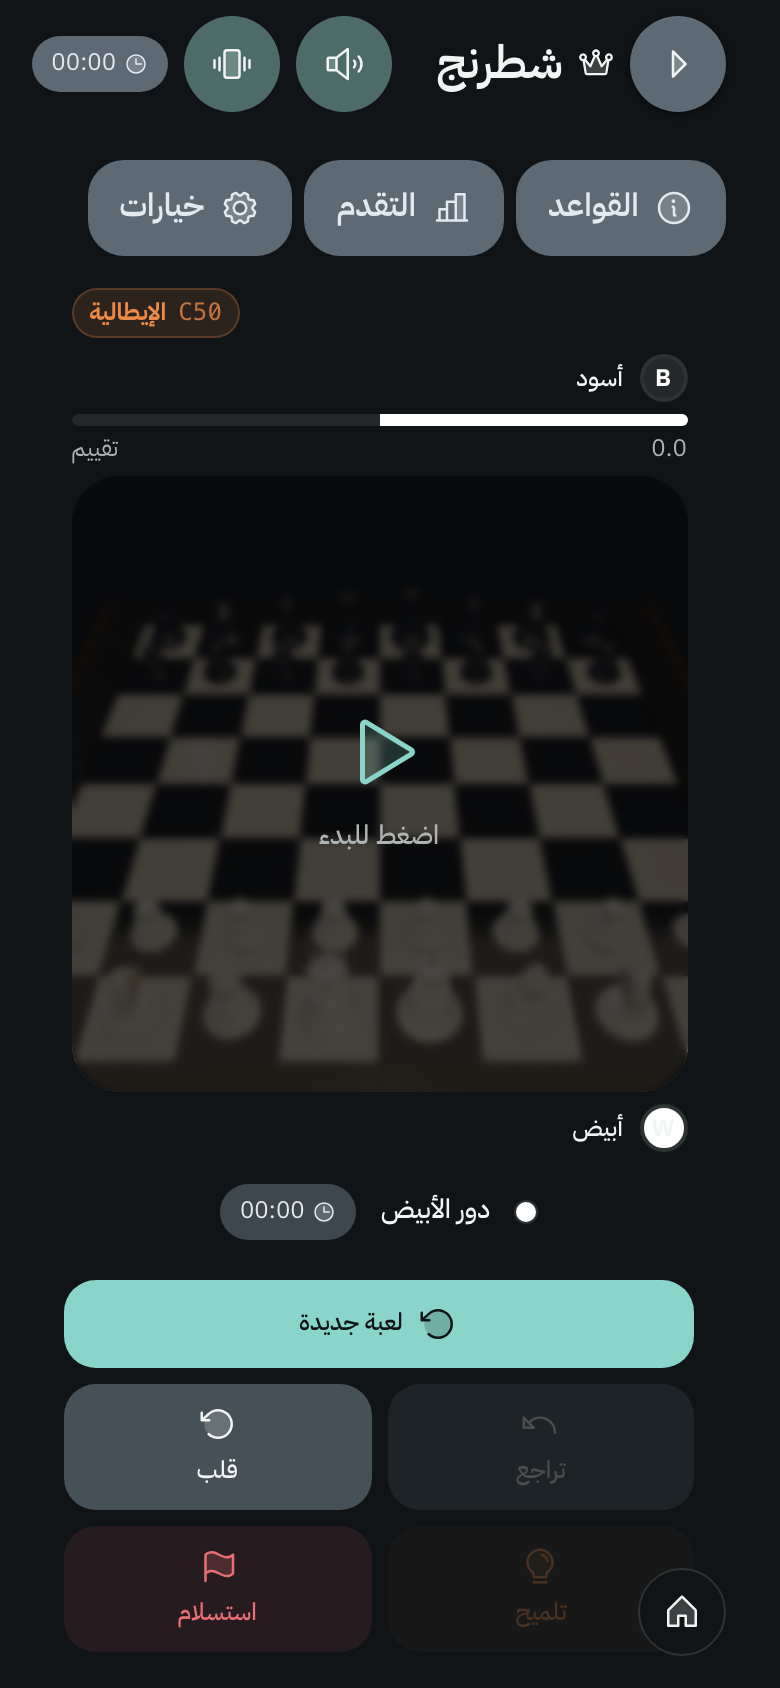 شطرنج
00:00
القواعد
التقدم
خيارات
C50 الإيطالية
B أسود
0.0 تقييم
اضغط للبدء
W أبيض
دور الأبيض 00:00
لعبة جديدة
تراجع
قلب
تلميح
استسلام